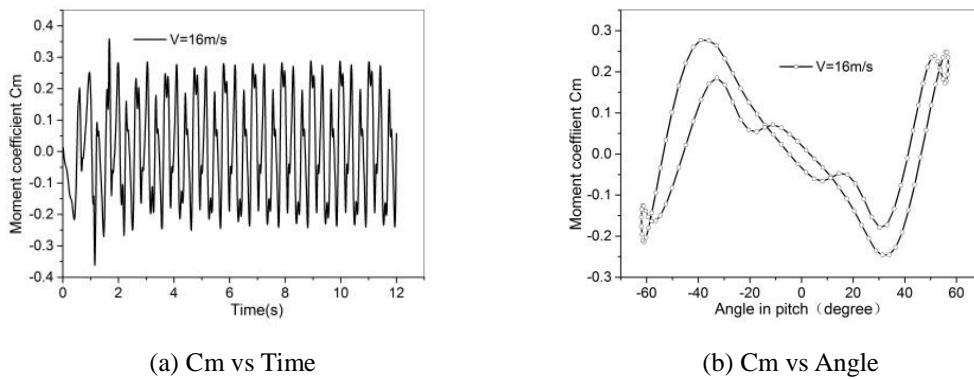 0.4
0.3
0.2
0.1
0.0
-0.1
-0.2
-0.3
0.4
Moment coefficient Cm
V=16m/s
0 2 4 6 8 10 12
Time(s)
0.3
0.2
0.1
0.0
-0.1
-0.2
-0.3
Moment coeffiient Cm
V=16m/s
-60 -40 -20 0 20 40 60
Angle in pitch（degree）
(a) Cm vs Time
(b) Cm vs Angle